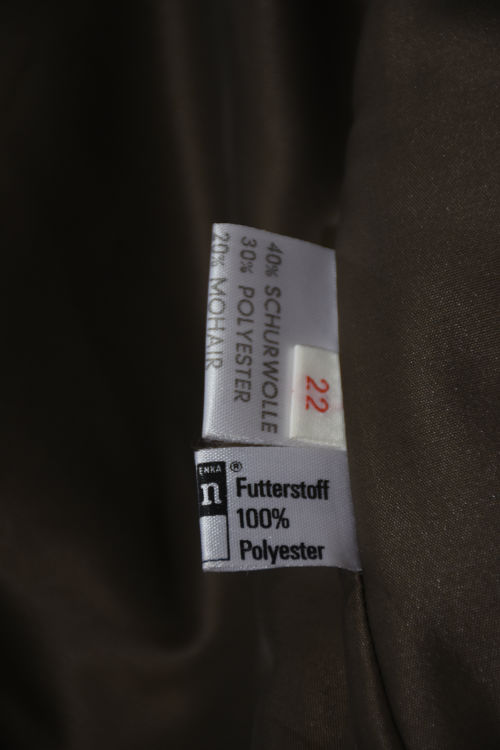 40% SCHURWOLLE
30% POLYESTER
20% MOHAIR
22
ENKA ®
n
Futterstoff
100%
Polyester